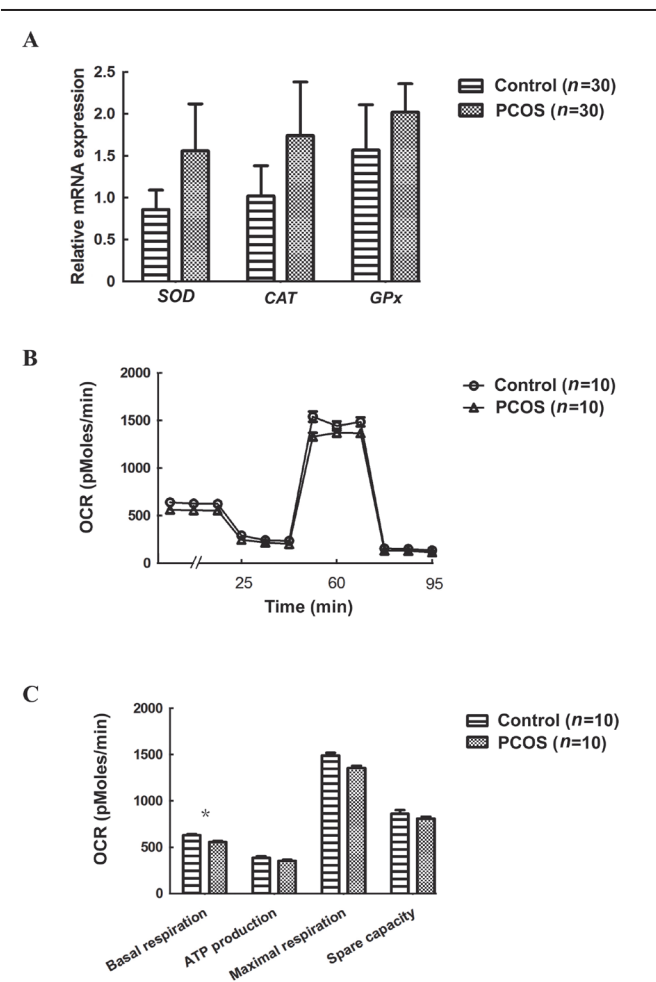 A
Relative mRNA expression
2.5
2.0
1.5
1.0
0.5
0
SOD CAT GPx
Control (n=30)
PCOS (n=30)
B
OCR (pMoles/min)
2000
1500
1000
500
0
25 60 95
Time (min)
Control (n=10)
PCOS (n=10)
C
OCR (pMoles/min)
2000
1500
1000
500
0
*
Basal respiration
ATP production
Maximal respiration
Spare capacity
Control (n=10)
PCOS (n=10)